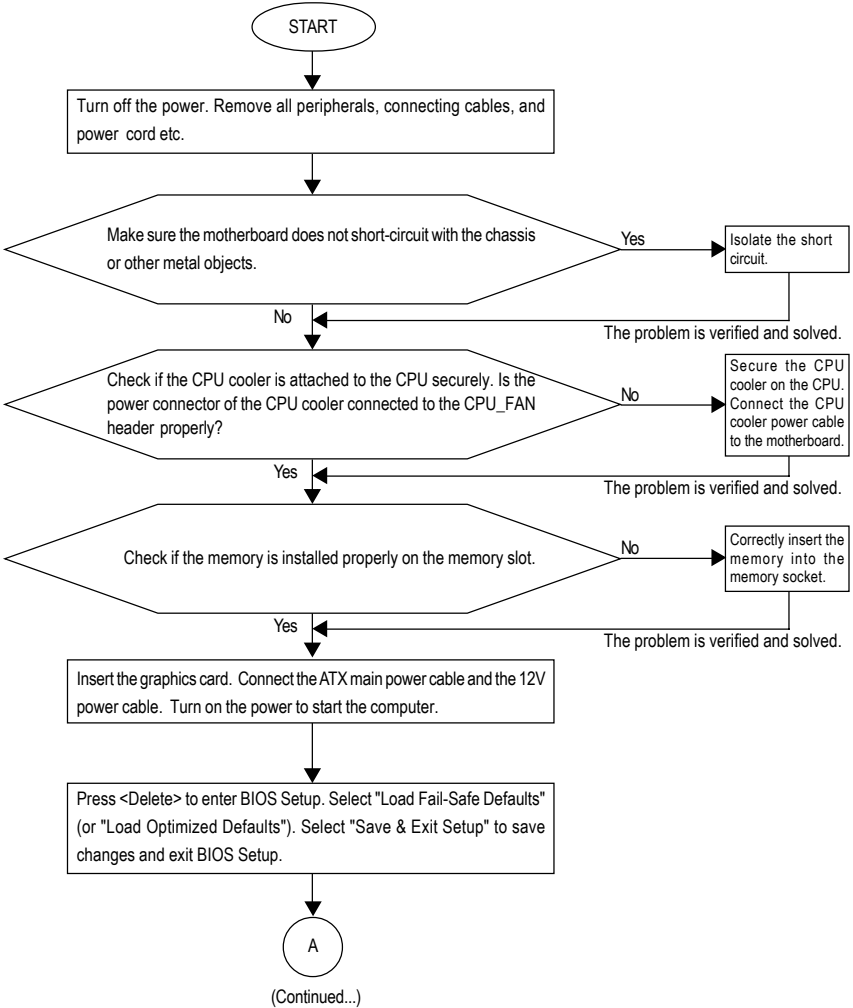 START
Turn off the power. Remove all peripherals, connecting cables, and
power cord etc.
Make sure the motherboard does not short-circuit with the chassis
or other metal objects.
Yes
Isolate the short
circuit.
No
The problem is verified and solved.
Check if the CPU cooler is attached to the CPU securely. Is the
power connector of the CPU cooler connected to the CPU_FAN
header properly?
No
Secure the CPU
cooler on the CPU.
Connect the CPU
cooler power cable
to the motherboard.
Yes
The problem is verified and solved.
Check if the memory is installed properly on the memory slot.
No
Correctly insert the
memory into the
memory socket.
Yes
The problem is verified and solved.
Insert the graphics card. Connect the ATX main power cable and the 12V
power cable. Turn on the power to start the computer.
Press <Delete> to enter BIOS Setup. Select "Load Fail-Safe Defaults"
(or "Load Optimized Defaults"). Select "Save & Exit Setup" to save
changes and exit BIOS Setup.
A
(Continued...)